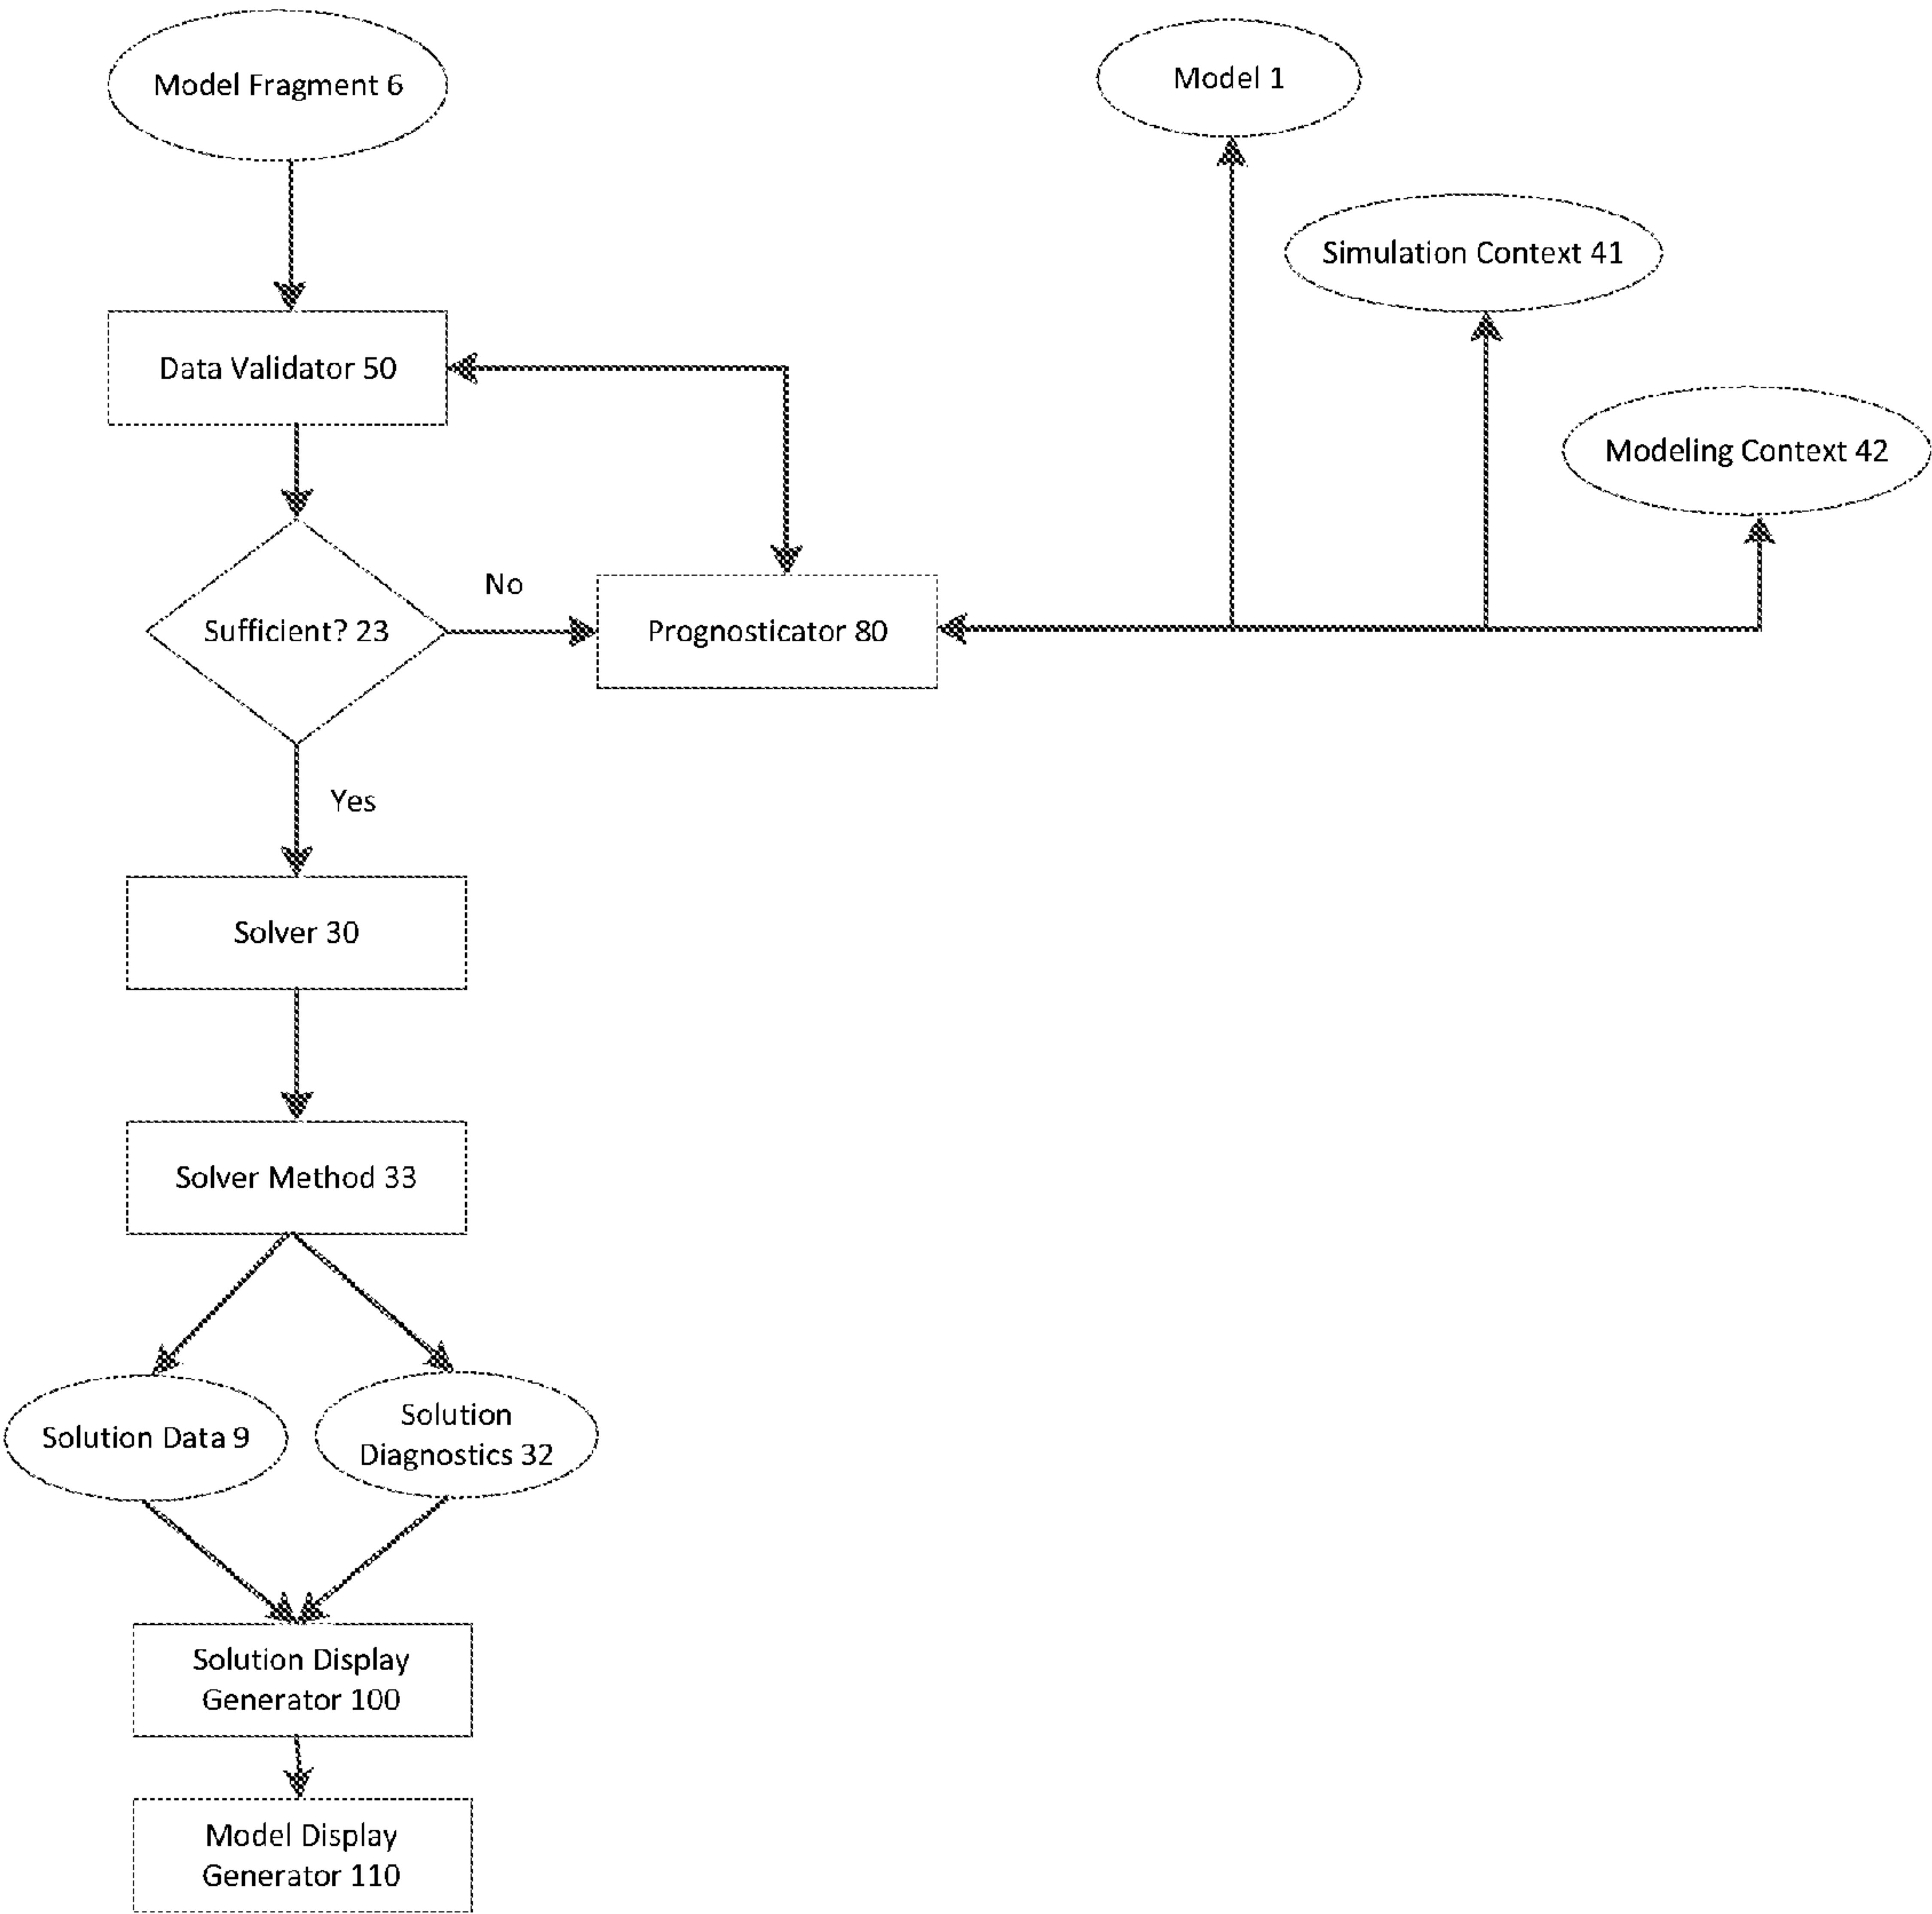 Model Fragment 6
Model 1
Simulation Context 41
Data Validator 50
Modeling Context 42
No
Sufficient? 23
Prognosticator 80
Yes
Solver 30
Solver Method 33
Solution Data 9
Solution
Diagnostics 32
Solution Display
Generator 100
Model Display
Generator 110